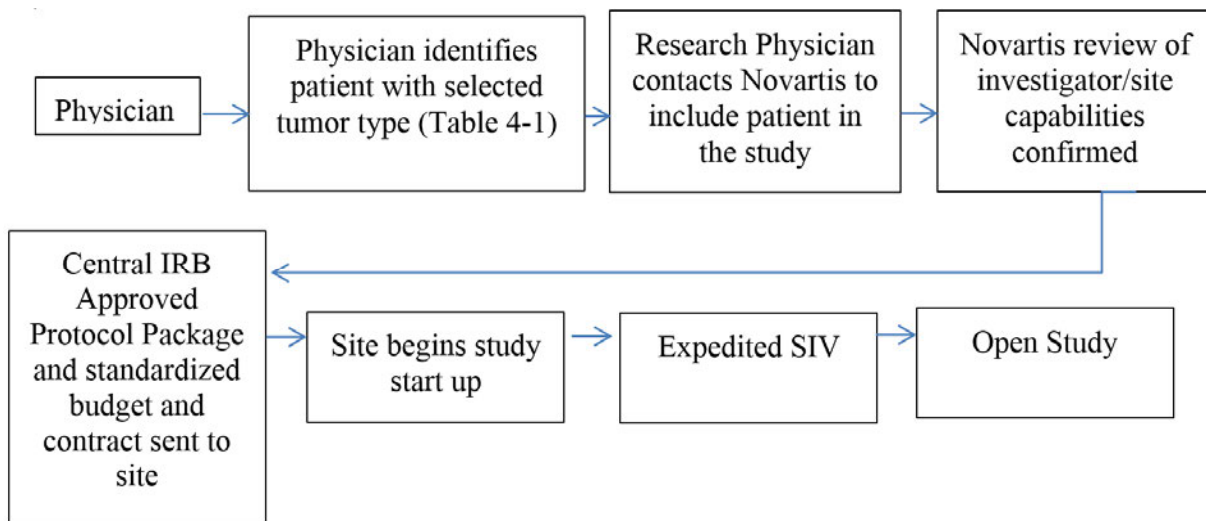 Physician
Physician identifies
patient with selected
tumor type (Table 4-1)
Research Physician
contacts Novartis to
include patient in
the study
Novartis review of
investigator/site
capabilities
confirmed
Central IRB
Approved
Protocol Package
and standardized
budget and
contract sent to
site
Site begins study
start up
Expedited SIV
Open Study